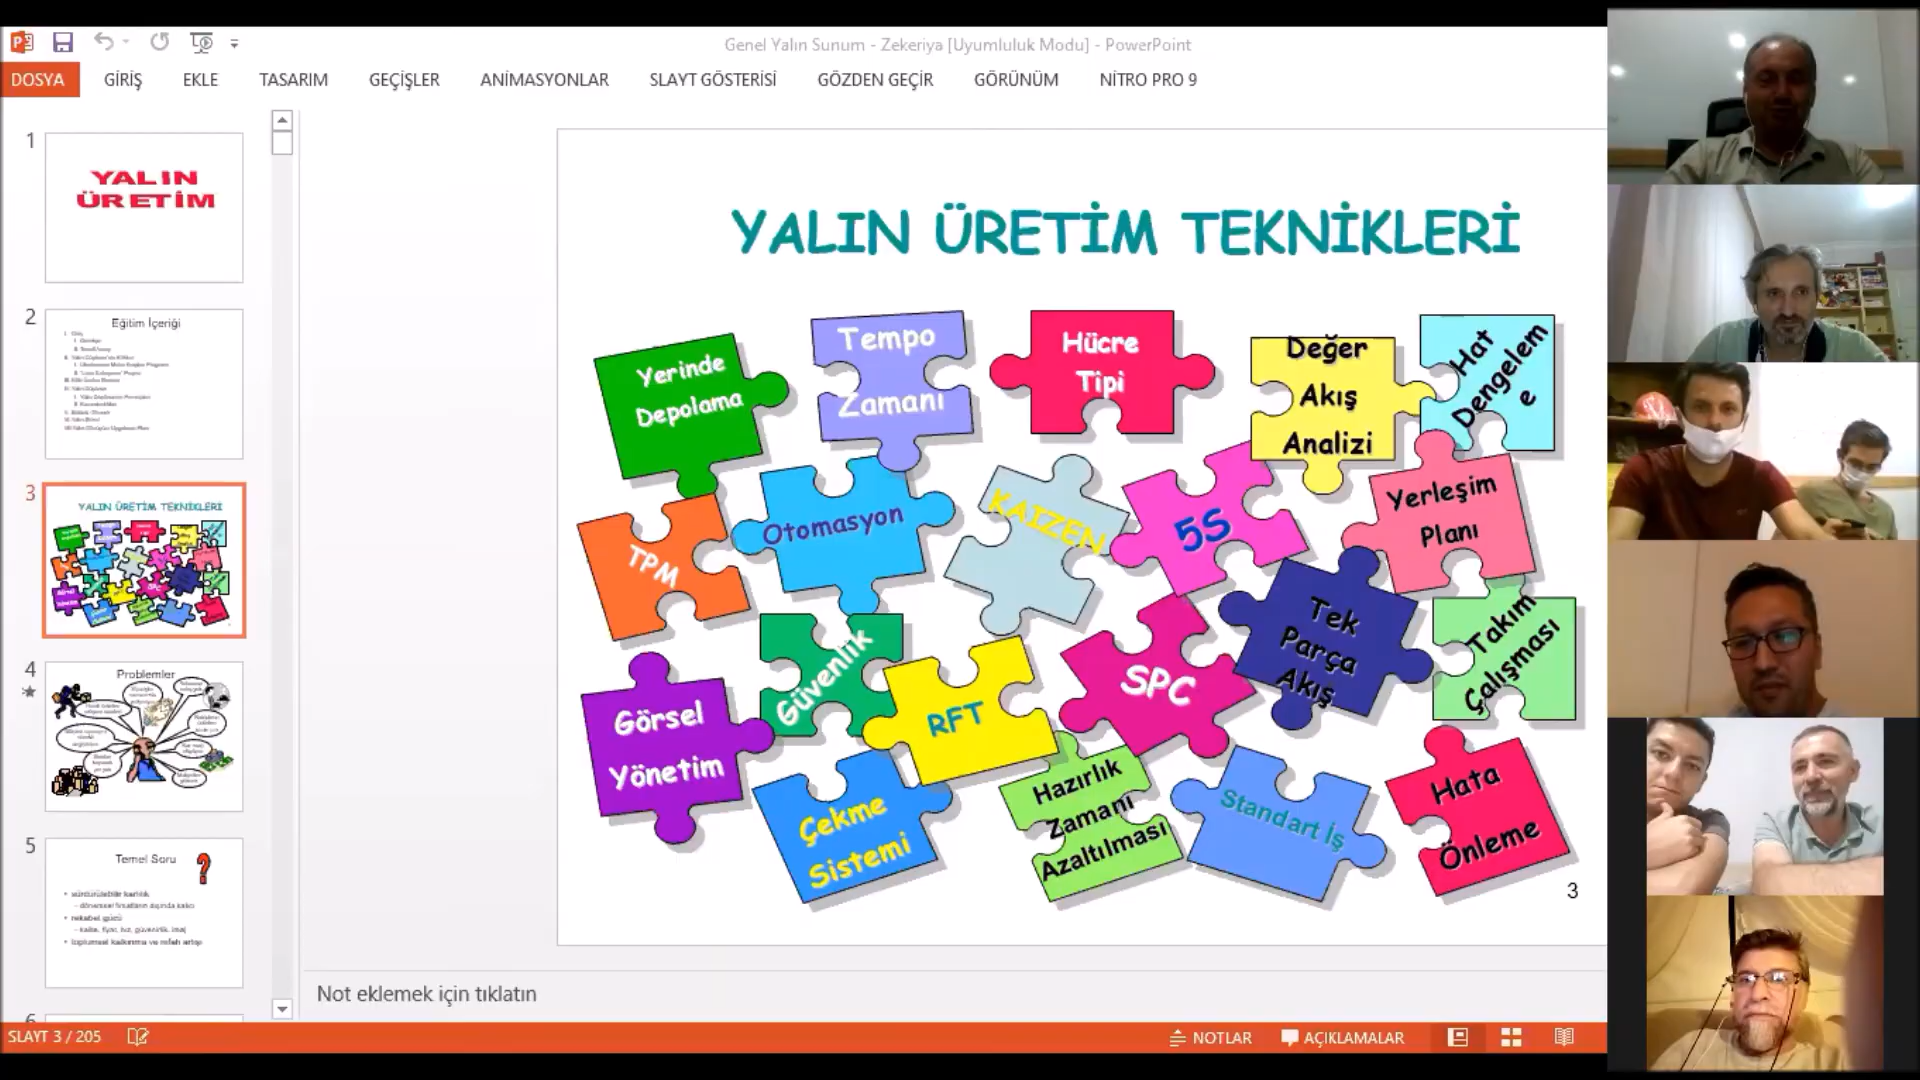 Genel Yalın Sunum - Zekeriya [Uyumluluk Modu] - PowerPoint
DOSYA GİRİŞ EKLE TASARIM GEÇİŞLER ANİMASYONLAR SLAYT GÖSTERİSİ GÖZDEN GEÇİR GÖRÜNÜM NİTRO PRO 9
1
YALIN
ÜRETİM
2
Eğitim İçeriği
3
YALIN ÜRETİM TEKNİKLERİ
4
Problemler
5
Temel Soru
?
sürdürülebilir karlılık
rekabet gücü
YALIN ÜRETİM TEKNİKLERİ
Yerinde
Depolama
Tempo
Zamanı
Hücre
Tipi
Değer
Akış
Analizi
Hat
Dengelem
e
TPM
Otomasyon
KAIZEN
5S
Yerleşim
Planı
Görsel
Yönetim
Güvenlik
RFT
SPC
Tek
Parça
Akış
Takım
Çalışması
Çekme
Sistemi
Hazırlık
Zamanı
Azaltılması
Standart İş
Hata
Önleme
3
Not eklemek için tıklatın
SLAYT 3 / 205
NOTLAR AÇIKLAMALAR